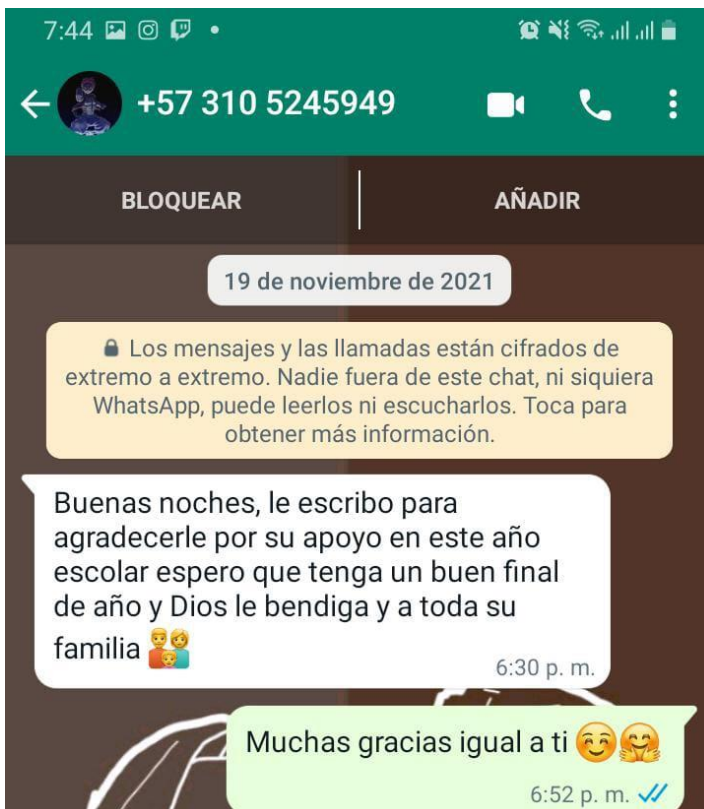 7:44
+57 310 5245949
BLOQUEAR
AÑADIR
19 de noviembre de 2021
Los mensajes y las llamadas están cifrados de
extremo a extremo. Nadie fuera de este chat, ni siquiera
WhatsApp, puede leerlos ni escucharlos. Toca para
obtener más información.
Buenas noches, le escribo para
agradecerle por su apoyo en este año
escolar espero que tenga un buen final
de año y Dios le bendiga y a toda su
familia 👨‍👩‍👦
6:30 p. m.
Muchas gracias igual a ti ☺️🤗
6:52 p. m.